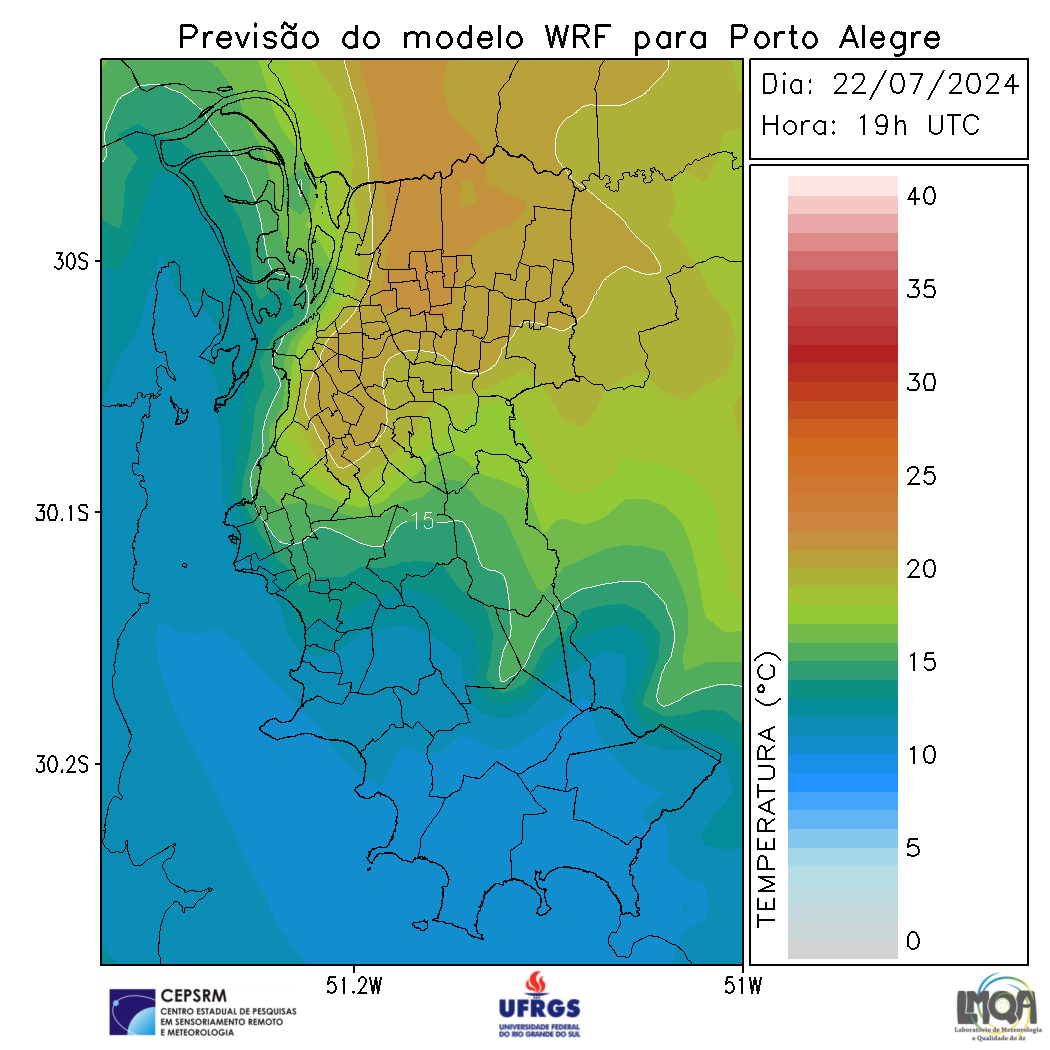 Previsão do modelo WRF para Porto Alegre
Dia: 22/07/2024
Hora: 19h UTC
30S
30.1S
30.2S
51.2W
51W
15
40
35
30
25
20
15
10
5
0
TEMPERATURA (°C)
CEPSRM
CENTRO ESTADUAL DE PESQUISAS
EM SENSORIAMENTO REMOTO
E METEOROLOGIA
UFRGS
UNIVERSIDADE FEDERAL
DO RIO GRANDE DO SUL
LMQA
Laboratório de Meteorologia
e Qualidade do Ar